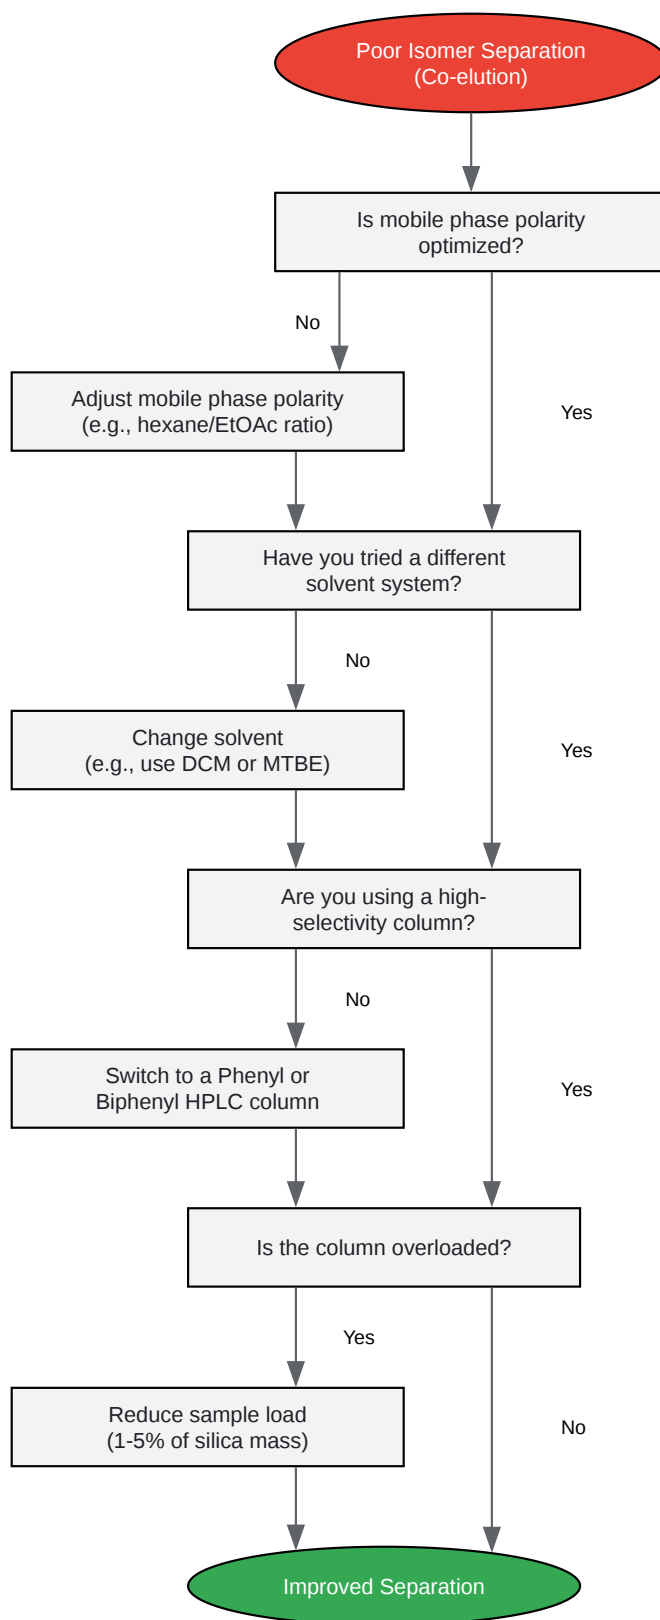 Poor Isomer Separation
(Co-elution)
Is mobile phase polarity
optimized?
No
Adjust mobile phase polarity
(e.g., hexane/EtOAc ratio)
Yes
Have you tried a different
solvent system?
No
Change solvent
(e.g., use DCM or MTBE)
Yes
Are you using a high-
selectivity column?
No
Switch to a Phenyl or
Biphenyl HPLC column
Yes
Is the column overloaded?
Yes
Reduce sample load
(1-5% of silica mass)
No
Improved Separation